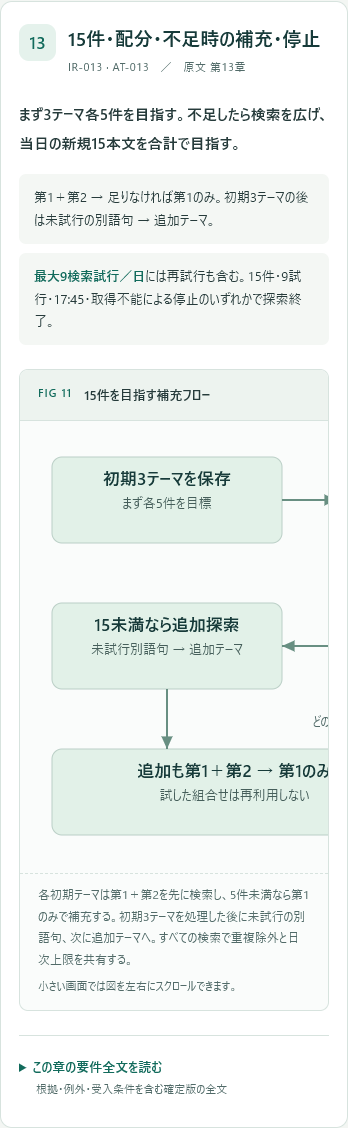 13
15件・配分・不足時の補充・停止
IR-013・AT-013 ／ 原文 第13章
まず3テーマ各5件を目指す。不足したら検索を広げ、
当日の新規15本文を合計で目指す。
第1＋第2 → 足りなければ第1のみ。初期3テーマの後
は未試行の別語句 → 追加テーマ。
最大9検索試行／日には再試行も含む。15件・9試
行・17:45・取得不能による停止のいずれかで探索終
了。
FIG 11 15件を目指す補充フロー
初期3テーマを保存
まず各5件を目標
15未満なら追加探索
未試行別語句 → 追加テーマ
どの
追加も第1＋第2 → 第1のみ
試した組合せは再利用しない
各初期テーマは第1＋第2を先に検索し、5件未満なら第1
のみで補充する。初期3テーマを処理した後に未試行の別
語句、次に追加テーマへ。すべての検索で重複除外と日
次上限を共有する。
小さい画面では図を左右にスクロールできます。
▶ この章の要件全文を読む
根拠・例外・受入条件を含む確定版の全文